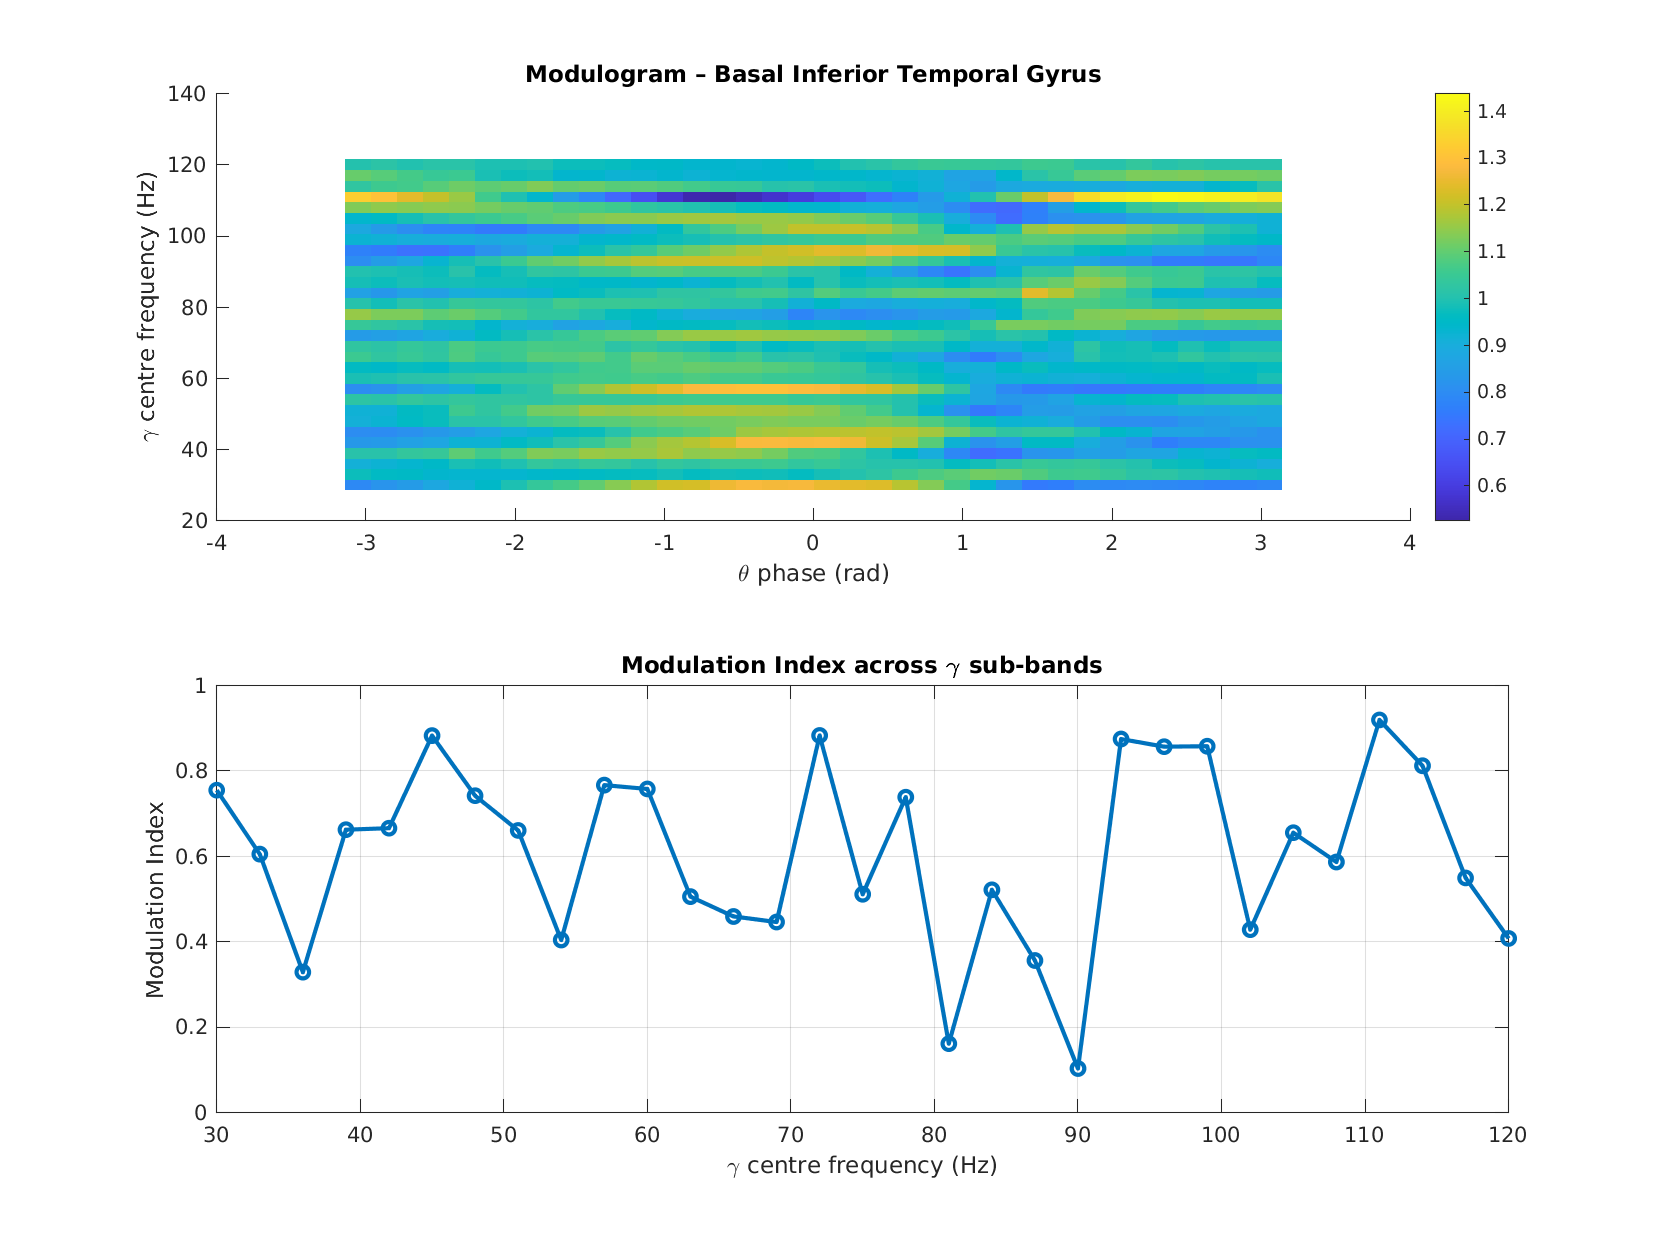 Modulogram – Basal Inferior Temporal Gyrus
140
120
100
80
60
40
20
γ centre frequency (Hz)
-4 -3 -2 -1 0 1 2 3 4
θ phase (rad)
1.4
1.3
1.2
1.1
1
0.9
0.8
0.7
0.6
Modulation Index across γ sub-bands
1
0.8
0.6
0.4
0.2
0
Modulation Index
30 40 50 60 70 80 90 100 110 120
γ centre frequency (Hz)